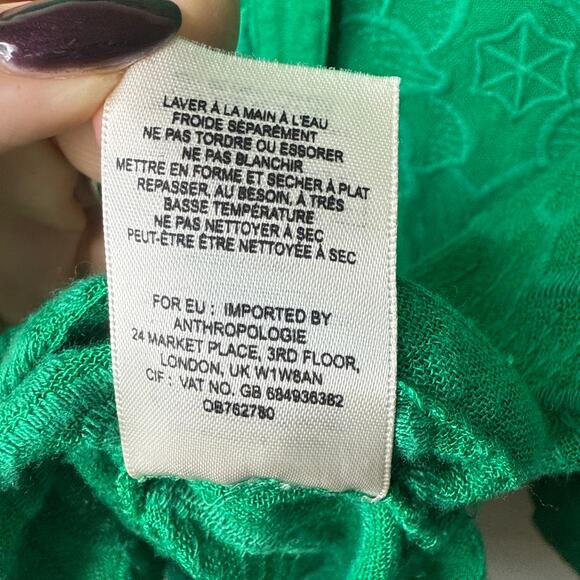 LAVER À LA MAIN À L'EAU
FROIDE SÉPARÉMENT
NE PAS TORDRE OU ESSORER
NE PAS BLANCHIR
METTRE EN FORME ET SECHER À PLAT
REPASSER, AU BESOIN, À TRÈS
BASSE TEMPÉRATURE
NE PAS NETTOYER À SEC
PEUT-ÊTRE ÊTRE NETTOYÉE À SEC
FOR EU : IMPORTED BY
ANTHROPOLOGIE
24 MARKET PLACE, 3RD FLOOR,
LONDON, UK W1W8AN
CIF : VAT NO. GB 684936382
OB762780